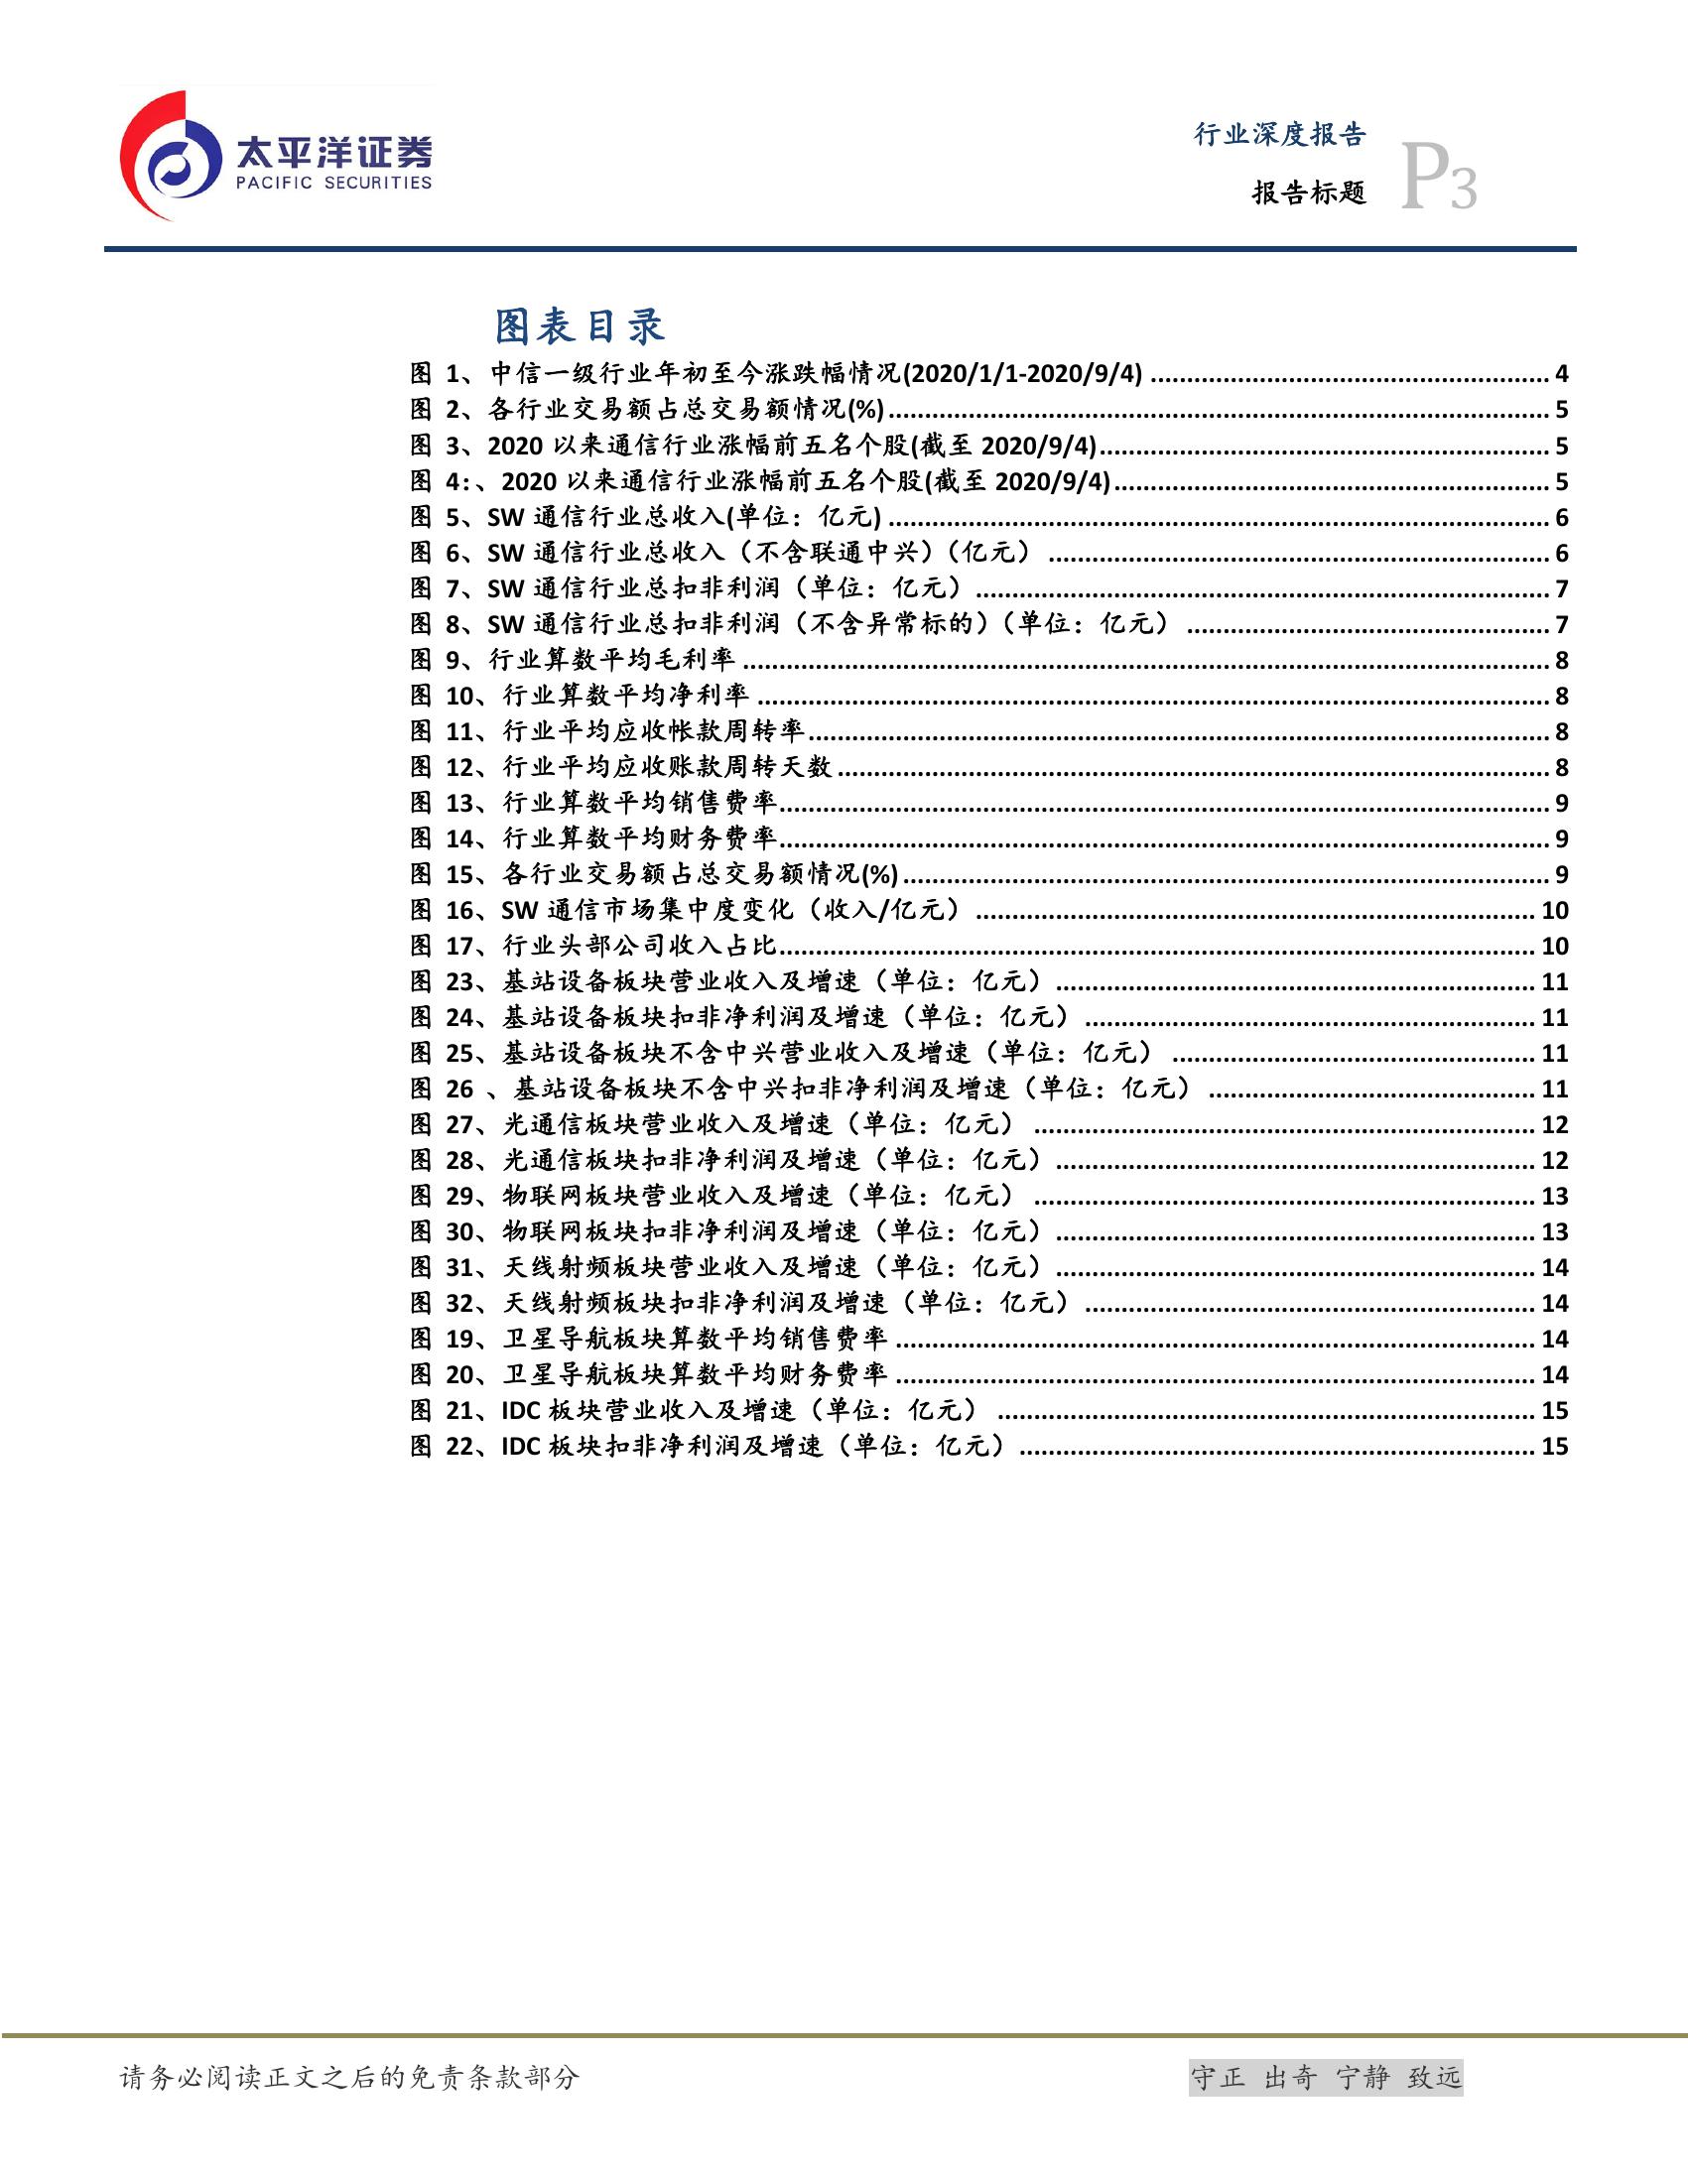 太平洋证券
PACIFIC SECURITIES
行业深度报告
报告标题
P3
图表目录
图 1、中信一级行业年初至今涨跌幅情况(2020/1/1-2020/9/4) 4
图 2、各行业交易额占总交易额情况(%) 5
图 3、2020 以来通信行业涨幅前五名个股(截至 2020/9/4) 5
图 4:、2020 以来通信行业涨幅前五名个股(截至 2020/9/4) 5
图 5、SW 通信行业总收入(单位：亿元) 6
图 6、SW 通信行业总收入（不含联通中兴）（亿元） 6
图 7、SW 通信行业总扣非利润（单位：亿元） 7
图 8、SW 通信行业总扣非利润（不含异常标的）（单位：亿元） 7
图 9、行业算数平均毛利率 8
图 10、行业算数平均净利率 8
图 11、行业平均应收帐款周转率 8
图 12、行业平均应收账款周转天数 8
图 13、行业算数平均销售费率 9
图 14、行业算数平均财务费率 9
图 15、各行业交易额占总交易额情况(%) 9
图 16、SW 通信市场集中度变化（收入/亿元） 10
图 17、行业头部公司收入占比 10
图 23、基站设备板块营业收入及增速（单位：亿元） 11
图 24、基站设备板块扣非净利润及增速（单位：亿元） 11
图 25、基站设备板块不含中兴营业收入及增速（单位：亿元） 11
图 26 、基站设备板块不含中兴扣非净利润及增速（单位：亿元） 11
图 27、光通信板块营业收入及增速（单位：亿元） 12
图 28、光通信板块扣非净利润及增速（单位：亿元） 12
图 29、物联网板块营业收入及增速（单位：亿元） 13
图 30、物联网板块扣非净利润及增速（单位：亿元） 13
图 31、天线射频板块营业收入及增速（单位：亿元） 14
图 32、天线射频板块扣非净利润及增速（单位：亿元） 14
图 19、卫星导航板块算数平均销售费率 14
图 20、卫星导航板块算数平均财务费率 14
图 21、IDC 板块营业收入及增速（单位：亿元） 15
图 22、IDC 板块扣非净利润及增速（单位：亿元） 15
请务必阅读正文之后的免责条款部分
守正 出奇 宁静 致远